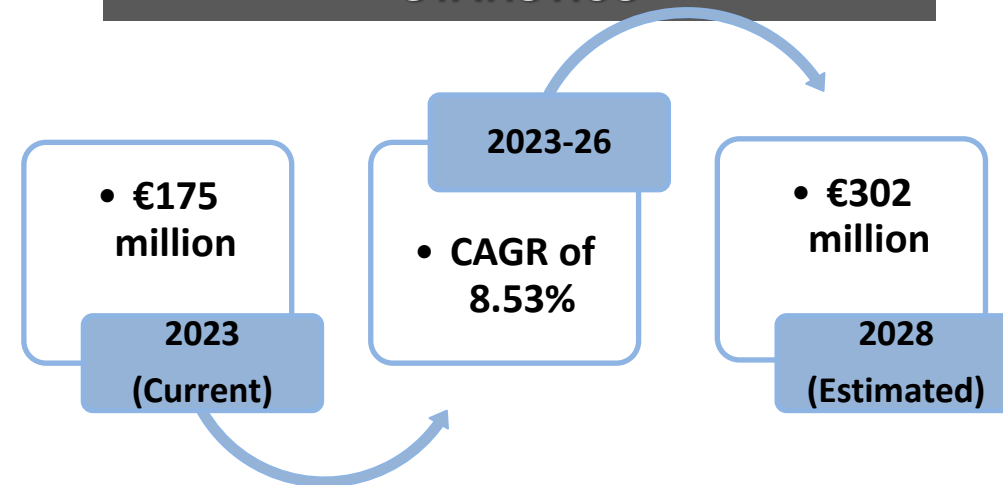 • €175
million
2023
(Current)
2023-26
• CAGR of
8.53%
• €302
million
2028
(Estimated)